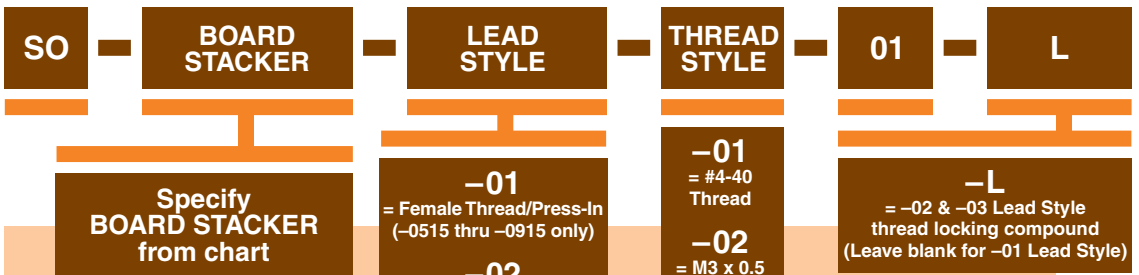 SO – BOARD STACKER – LEAD STYLE – THREAD STYLE – 01 – L
Specify
BOARD STACKER
from chart
–01
= Female Thread/Press-In
(–0515 thru –0915 only)
–02
–01
= #4-40
Thread
–02
= M3 x 0.5
–L
= –02 & –03 Lead Style
thread locking compound
(Leave blank for –01 Lead Style)